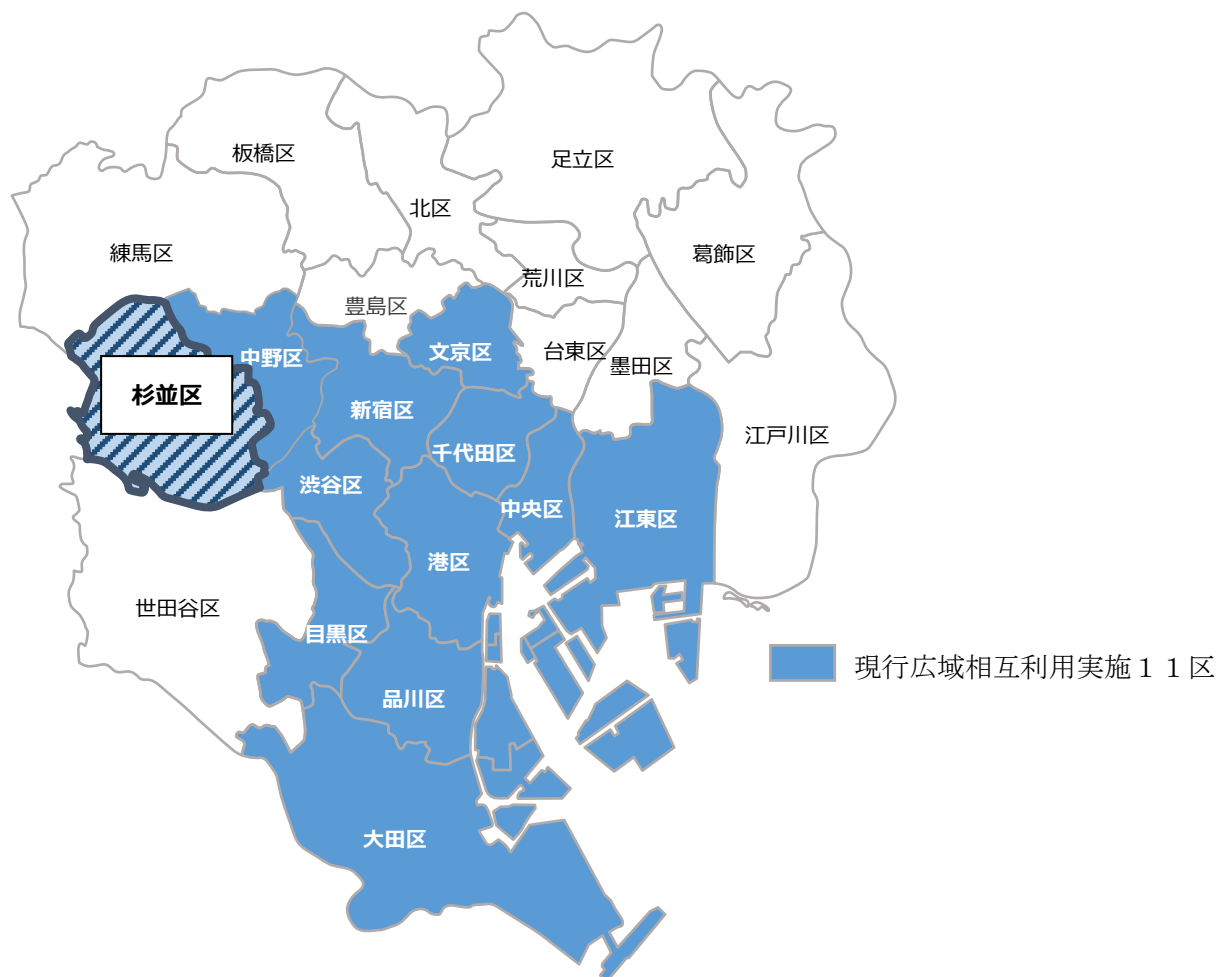 板橋区
足立区
北区
練馬区
葛飾区
荒川区
豊島区
台東区
文京区
中野区
墨田区
杉並区
新宿区
江戸川区
千代田区
渋谷区
中央区
江東区
港区
世田谷区
目黒区
現行広域相互利用実施１１区
品川区
大田区